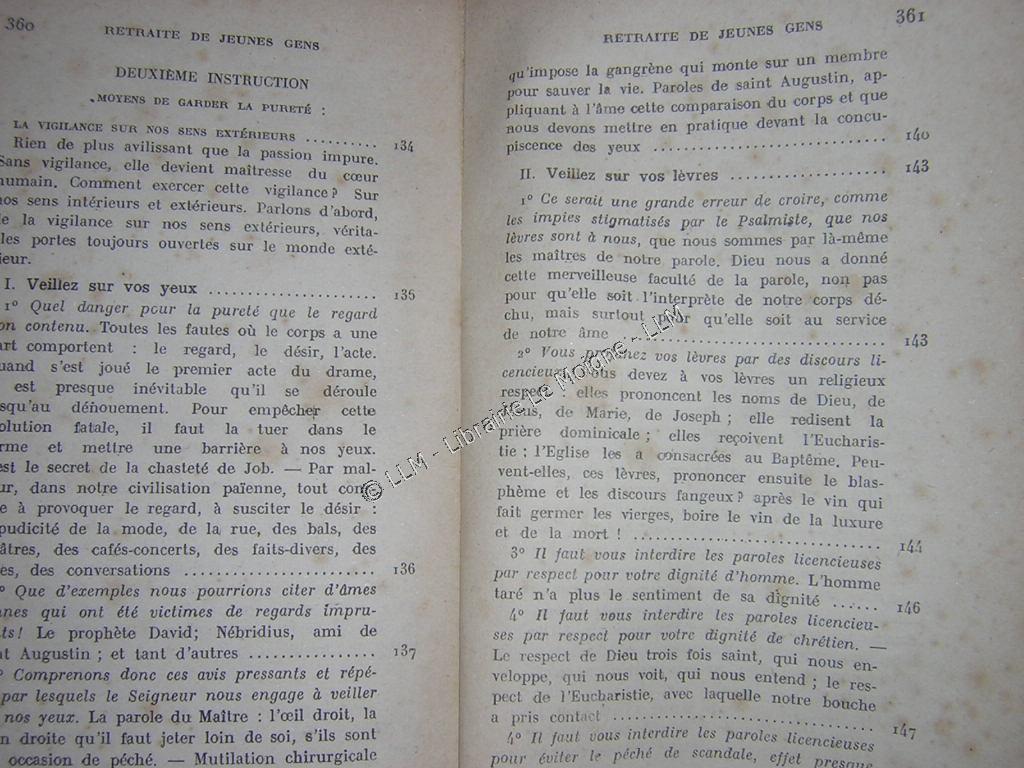 360
RETRAITE DE JEUNES GENS
DEUXIÈME INSTRUCTION
MOYENS DE GARDER LA PURETÉ :
LA VIGILANCE SUR NOS SENS EXTÉRIEURS .......... 134
Rien de plus avilissant que la passion impure.
Sans vigilance, elle devient maîtresse du cœur
humain. Comment exercer cette vigilance? Sur
nos sens intérieurs et extérieurs. Parlons d'abord,
de la vigilance sur nos sens extérieurs, vérita-
les portes toujours ouvertes sur le monde exté-
rieur.
I. Veillez sur vos yeux .................... 135
1° Quel danger pour la pureté que le regard
on contenu. Toutes les fautes où le corps a une
art comportent : le regard, le désir, l'acte.
uand s'est joué le premier acte du drame,
est presque inévitable qu'il se déroule
squ'au dénouement. Pour empêcher cette
olution fatale, il faut la tuer dans le
rme et mettre une barrière à nos yeux.
est le secret de la chasteté de Job. — Par mal-
ur, dans notre civilisation païenne, tout cons
e à provoquer le regard, à susciter le désir :
pudicité de la mode, de la rue, des bals, des
âtres, des cafés-concerts, des faits-divers, des
es, des conversations ...................... 136
° Que d'exemples nous pourrions citer d'âmes
nes qui ont été victimes de regards impru-
ts! Le prophète David; Nébridius, ami de
t Augustin ; et tant d'autres ............... 137
° Comprenons donc ces avis pressants et répé-
par lesquels le Seigneur nous engage à veiller
nos yeux. La parole du Maître : l'œil droit, la
n droite qu'il faut jeter loin de soi, s'ils sont
occasion de péché. — Mutilation chirurgicale
361
RETRAITE DE JEUNES GENS
qu'impose la gangrène qui monte sur un membre
pour sauver la vie. Paroles de saint Augustin, ap-
pliquant à l'âme cette comparaison du corps et que
nous devons mettre en pratique devant la concu-
piscence des yeux ............................ 140
II. Veillez sur vos lèvres .................. 143
1° Ce serait une grande erreur de croire, comme
les impies stigmatisés par le Psalmiste, que nos
lèvres sont à nous, que nous sommes par là-même
les maîtres de notre parole. Dieu nous a donné
cette merveilleuse faculté de la parole, non pas
pour qu'elle soit l'interprète de notre corps dé-
chu, mais surtout pour qu'elle soit au service
de notre âme ................................ 143
2° Vous profanez vos lèvres par des discours li-
cencieux. Vous devez à vos lèvres un religieux
respect : elles prononcent les noms de Dieu, de
de Marie, de Joseph ; elle redisent la
prière dominicale ; elles reçoivent l'Eucharis-
tie : l'Eglise les a consacrées au Baptême. Peu-
vent-elles, ces lèvres, prononcer ensuite le blas-
phème et les discours fangeux? après le vin qui
fait germer les vierges, boire le vin de la luxure
et de la mort ! .............................. 144
3° Il faut vous interdire les paroles licencieuses
par respect pour votre dignité d'homme. L'homme
taré n'a plus le sentiment de sa dignité ...... 146
4° Il faut vous interdire les paroles licencieu-
ses par respect pour votre dignité de chrétien. —
Le respect de Dieu trois fois saint, qui nous en-
veloppe, qui nous voit, qui nous entend ; le res-
pect de l'Eucharistie, avec laquelle notre bouche
a pris contact .............................. 147
4° Il faut vous interdire les paroles licencieuses
pour éviter le péché de scandale, effet presque
© LLM - Librairie Le Moigne - LLM